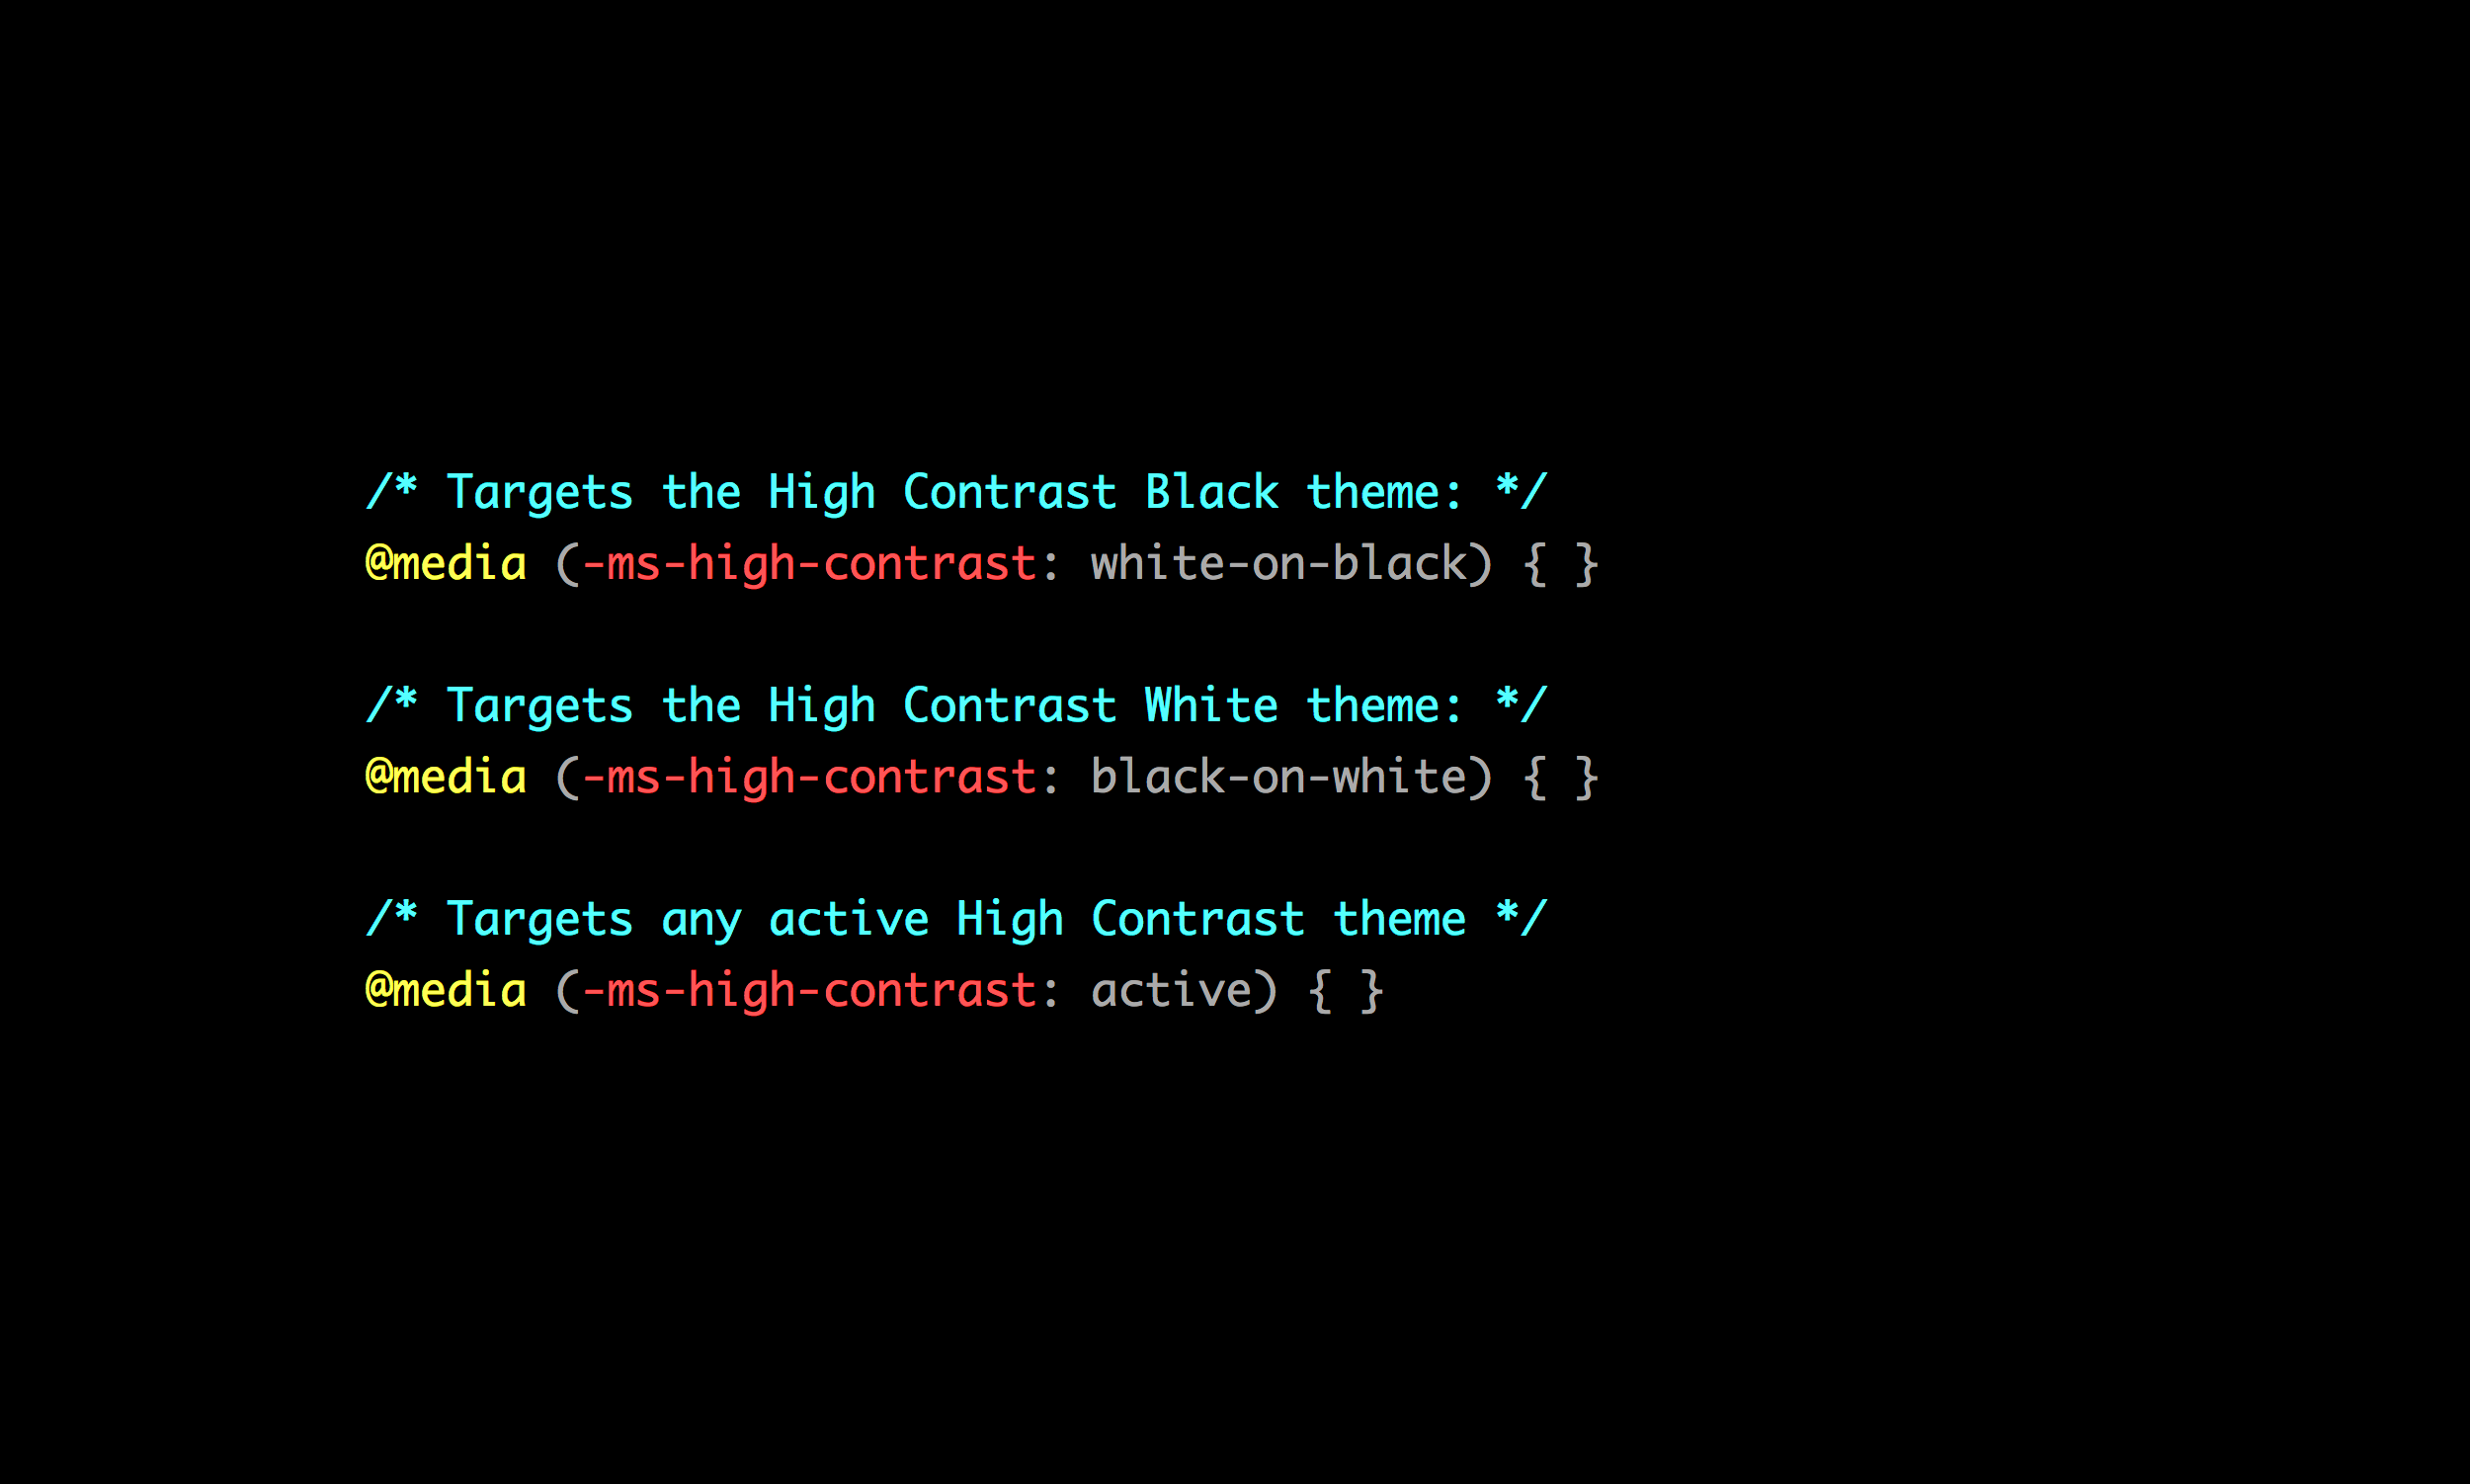 /* Targets the High Contrast Black theme: */
@media (-ms-high-contrast: white-on-black) { }
/* Targets the High Contrast White theme: */
@media (-ms-high-contrast: black-on-white) { }
/* Targets any active High Contrast theme */
@media (-ms-high-contrast: active) { }